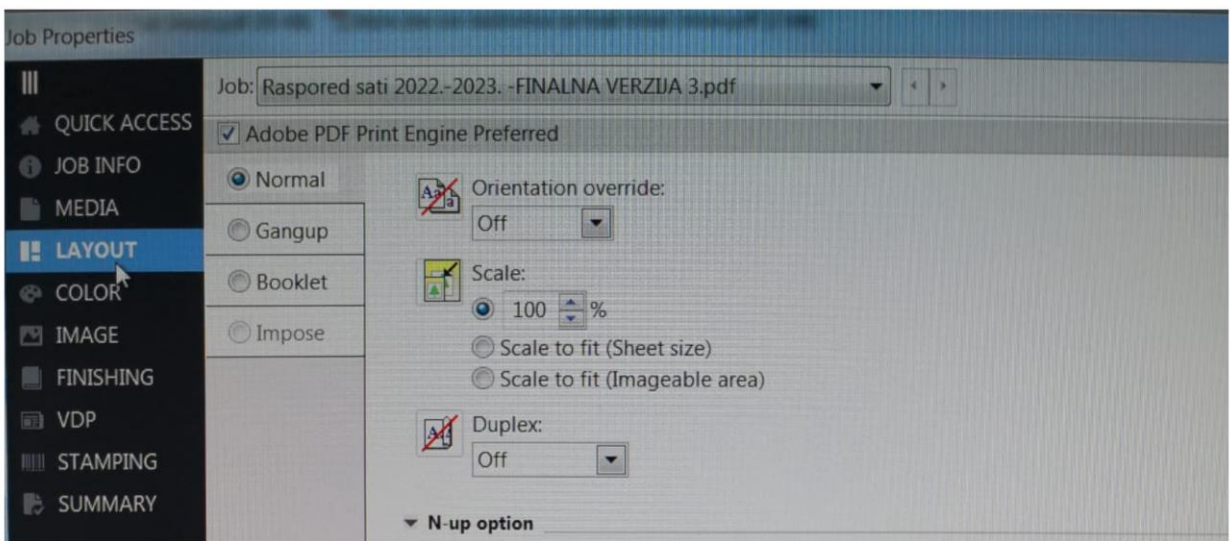 Job Properties
Job: Raspored sati 2022.-2023. -FINALNA VERZIJA 3.pdf
Adobe PDF Print Engine Preferred
QUICK ACCESS
JOB INFO
MEDIA
LAYOUT
COLOR
IMAGE
FINISHING
VDP
STAMPING
SUMMARY
Normal
Gangup
Booklet
Impose
Orientation override:
Off
Scale:
100 %
Scale to fit (Sheet size)
Scale to fit (Imageable area)
Duplex:
Off
N-up option